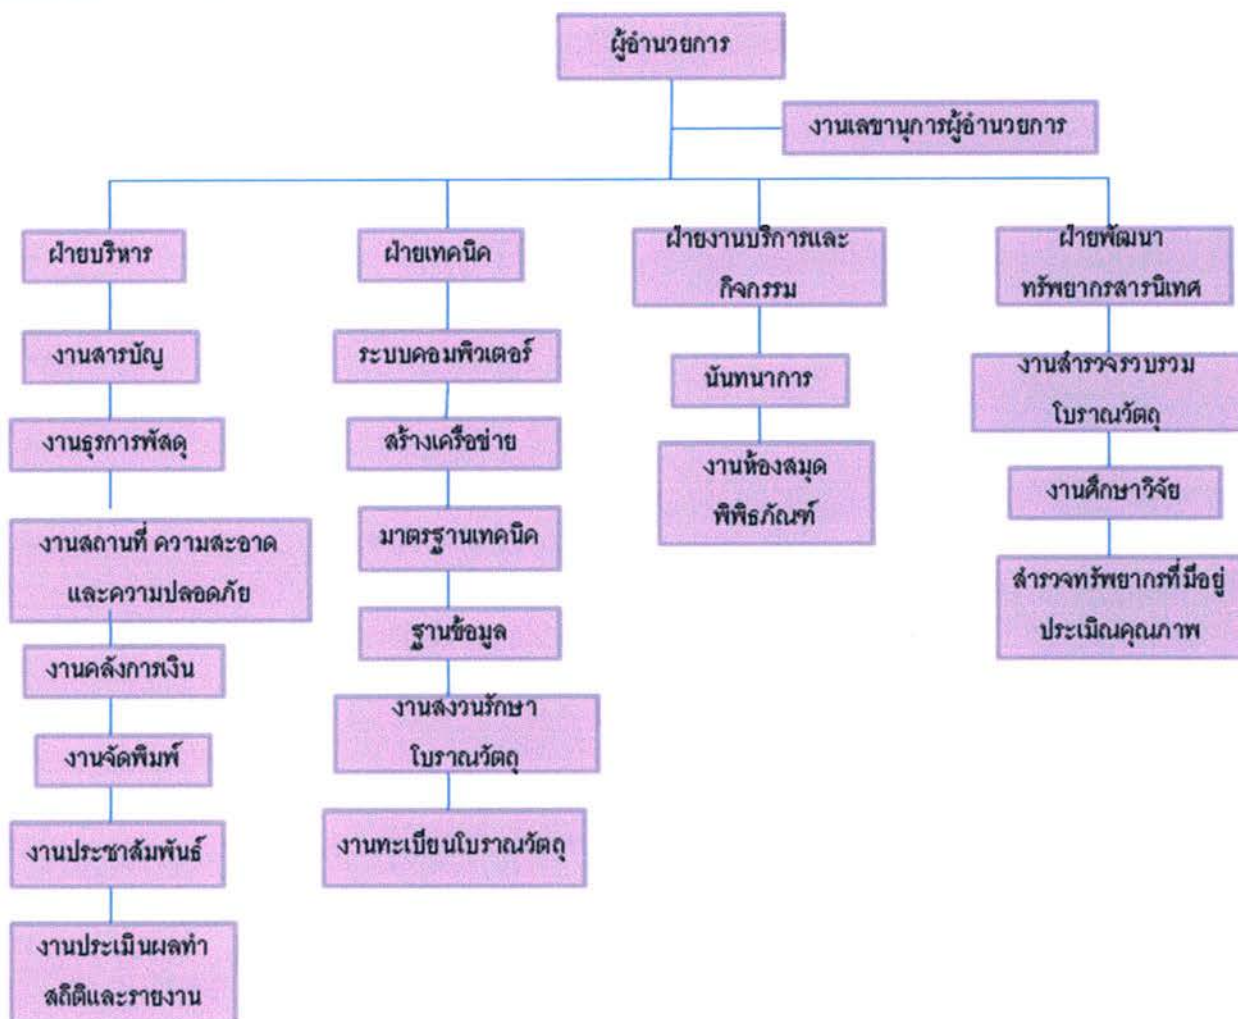 ผู้อำนวยการ
งานเลขานุการผู้อำนวยการ
ฝ่ายบริหาร
งานสารบัญ
งานธุรการพัสดุ
งานสถานที่ ความสะอาด
และความปลอดภัย
งานคลังการเงิน
งานจัดพิมพ์
งานประชาสัมพันธ์
งานประเมินผลทำ
สถิติและรายงาน
ฝ่ายเทคนิค
ระบบคอมพิวเตอร์
สร้างเครือข่าย
มาตรฐานเทคนิค
ฐานข้อมูล
งานสงวนรักษา
โบราณวัตถุ
งานทะเบียนโบราณวัตถุ
ฝ่ายงานบริการและ
กิจกรรม
นันทนาการ
งานห้องสมุด
พิพิธภัณฑ์
ฝ่ายพัฒนา
ทรัพยากรสารนิเทศ
งานสำรวจรวบรวม
โบราณวัตถุ
งานศึกษาวิจัย
สำรวจทรัพยากรที่มีอยู่
ประเมิณคุณภาพ